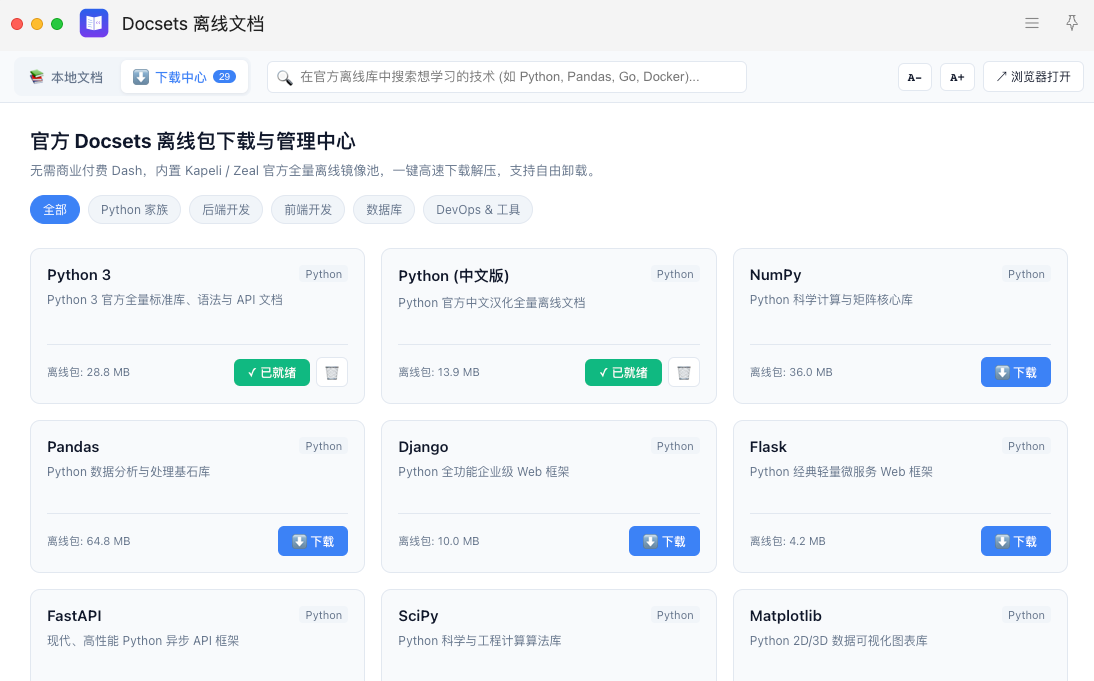 Docsets 离线文档
本地文档
下载中心 29
在官方离线库中搜索想学习的技术 (如 Python, Pandas, Go, Docker)...
A-
A+
↗ 浏览器打开
官方 Docsets 离线包下载与管理中心
无需商业付费 Dash，内置 Kapeli / Zeal 官方全量离线镜像池，一键高速下载解压，支持自由卸载。
全部
Python 家族
后端开发
前端开发
数据库
DevOps & 工具
Python 3
Python
Python 3 官方全量标准库、语法与 API 文档
离线包: 28.8 MB
✓ 已就绪
Python (中文版)
Python
Python 官方中文汉化全量离线文档
离线包: 13.9 MB
✓ 已就绪
NumPy
Python
Python 科学计算与矩阵核心库
离线包: 36.0 MB
下载
Pandas
Python
Python 数据分析与处理基石库
离线包: 64.8 MB
下载
Django
Python
Python 全功能企业级 Web 框架
离线包: 10.0 MB
下载
Flask
Python
Python 经典轻量微服务 Web 框架
离线包: 4.2 MB
下载
FastAPI
Python
现代、高性能 Python 异步 API 框架
SciPy
Python
Python 科学与工程计算算法库
Matplotlib
Python
Python 2D/3D 数据可视化图表库